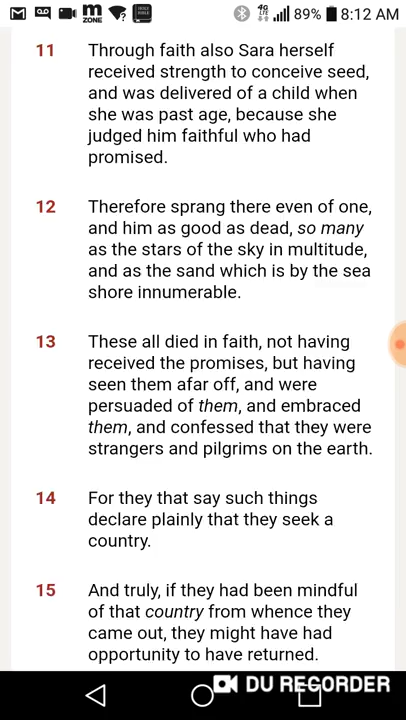 m
ZONE
?
HOLY
BIBLE
4G
LTE
89%
8:12 AM
11 Through faith also Sara herself
received strength to conceive seed,
and was delivered of a child when
she was past age, because she
judged him faithful who had
promised.
12 Therefore sprang there even of one,
and him as good as dead, so many
as the stars of the sky in multitude,
and as the sand which is by the sea
shore innumerable.
13 These all died in faith, not having
received the promises, but having
seen them afar off, and were
persuaded of them, and embraced
them, and confessed that they were
strangers and pilgrims on the earth.
14 For they that say such things
declare plainly that they seek a
country.
15 And truly, if they had been mindful
of that country from whence they
came out, they might have had
opportunity to have returned.
DU RECORDER